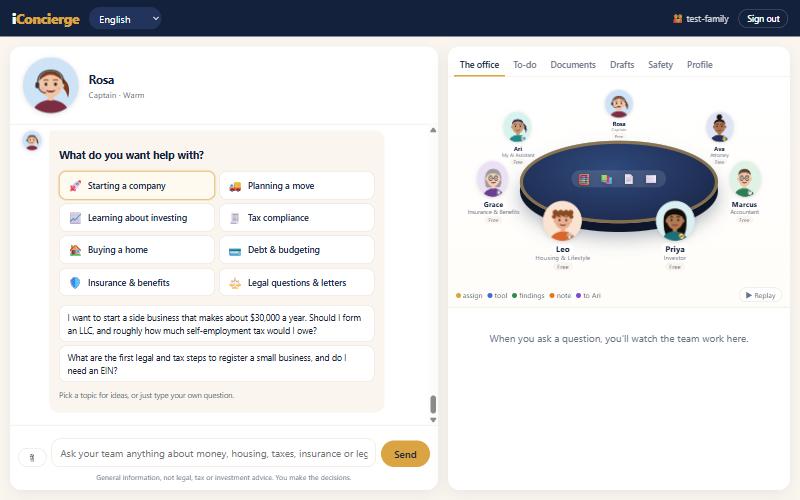 iConcierge
English
test-family
Sign out
Rosa
Captain · Warm
What do you want help with?
Starting a company
Planning a move
Learning about investing
Tax compliance
Buying a home
Debt & budgeting
Insurance & benefits
Legal questions & letters
I want to start a side business that makes about $30,000 a year. Should I form
an LLC, and roughly how much self-employment tax would I owe?
What are the first legal and tax steps to register a small business, and do I
need an EIN?
Pick a topic for ideas, or just type your own question.
Ask your team anything about money, housing, taxes, insurance or leg
Send
General information, not legal, tax or investment advice. You make the decisions.
The office
To-do
Documents
Drafts
Safety
Profile
Rosa
Captain
Free
Ari
My AI Assistant
Free
Ava
Attorney
Free
Grace
Insurance & Benefits
Free
Marcus
Accountant
Free
Leo
Housing & Lifestyle
Free
Priya
Investor
Free
assign
tool
findings
note
to Ari
Replay
When you ask a question, you'll watch the team work here.